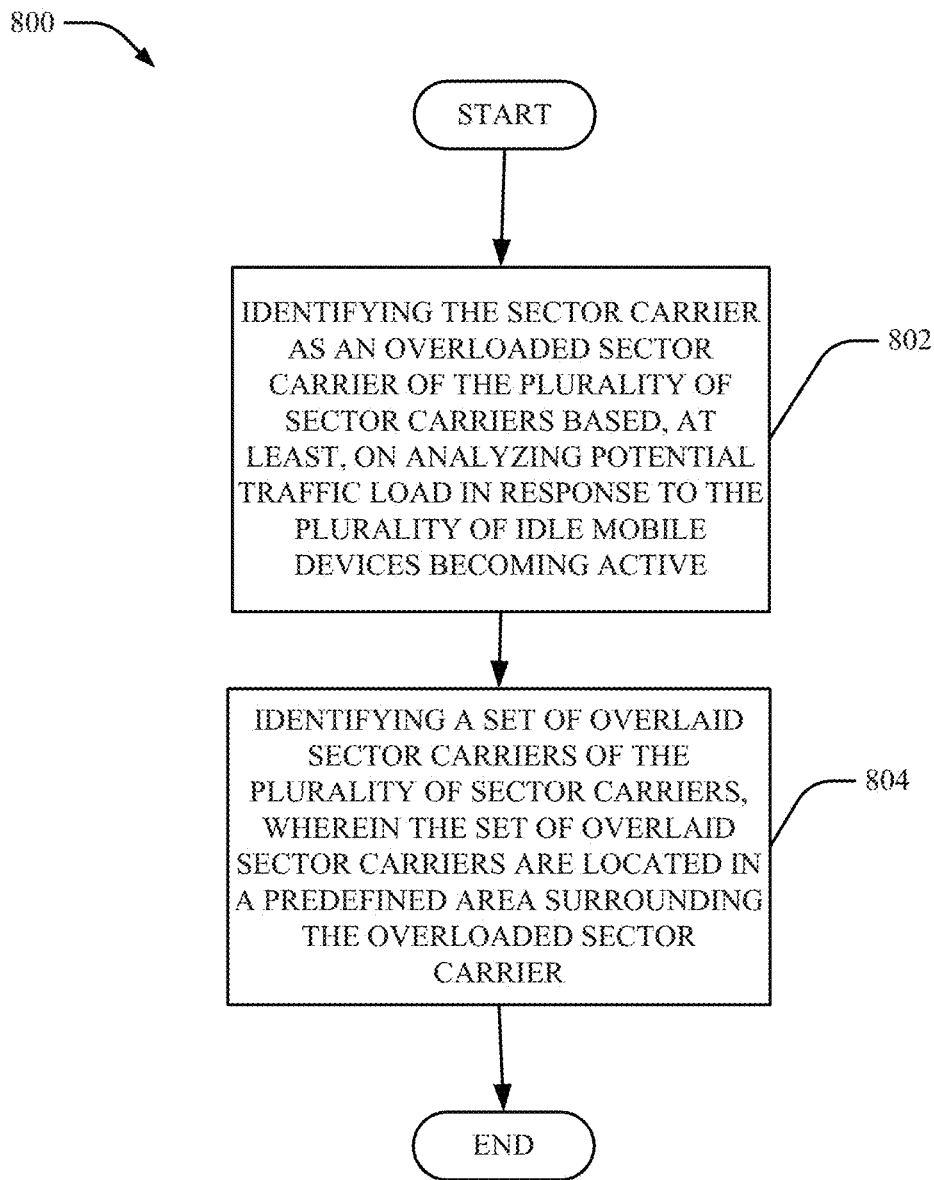 800
START
IDENTIFYING THE SECTOR CARRIER
AS AN OVERLOADED SECTOR
CARRIER OF THE PLURALITY OF
SECTOR CARRIERS BASED, AT
LEAST, ON ANALYZING POTENTIAL
TRAFFIC LOAD IN RESPONSE TO THE
PLURALITY OF IDLE MOBILE
DEVICES BECOMING ACTIVE
802
IDENTIFYING A SET OF OVERLAID
SECTOR CARRIERS OF THE
PLURALITY OF SECTOR CARRIERS,
WHEREIN THE SET OF OVERLAID
SECTOR CARRIERS ARE LOCATED IN
A PREDEFINED AREA SURROUNDING
THE OVERLOADED SECTOR
CARRIER
804
END